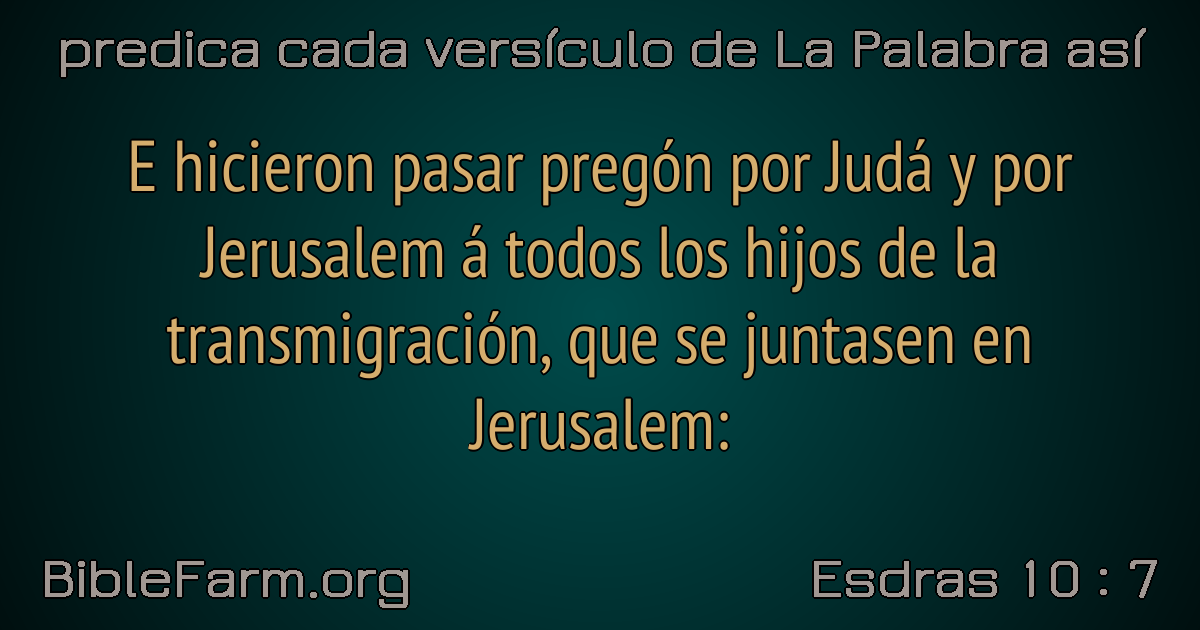 predica cada versículo de La Palabra así
E hicieron pasar pregón por Judá y por
Jerusalem á todos los hijos de la
transmigración, que se juntasen en
Jerusalem:
BibleFarm.org
Esdras 10 : 7